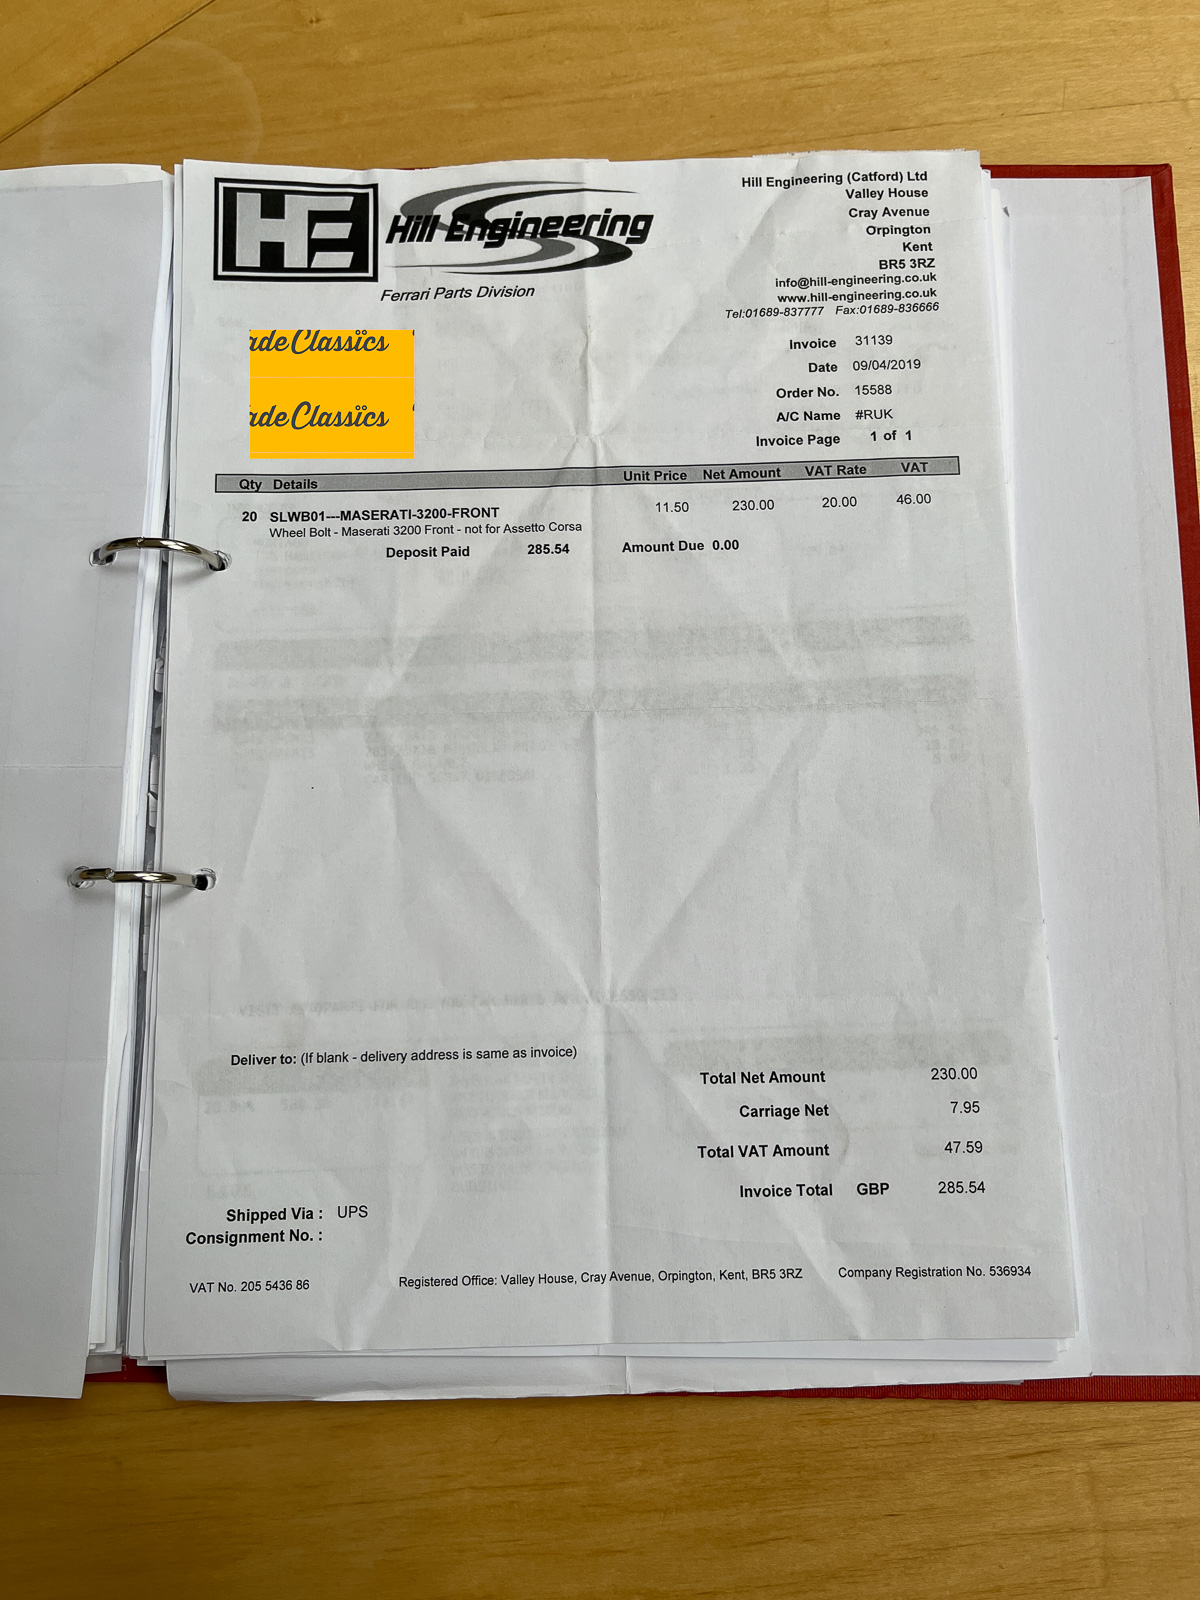 HE Hill Engineering
Ferrari Parts Division
Hill Engineering (Catford) Ltd
Valley House
Cray Avenue
Orpington
Kent
BR5 3RZ
info@hill-engineering.co.uk
www.hill-engineering.co.uk
Tel:01689-837777 Fax:01689-836666
ade Classics
ade Classics
Invoice 31139
Date 09/04/2019
Order No. 15588
A/C Name #RUK
Invoice Page 1 of 1
Qty Details Unit Price Net Amount VAT Rate VAT
20 SLWB01---MASERATI-3200-FRONT 11.50 230.00 20.00 46.00
Wheel Bolt - Maserati 3200 Front - not for Assetto Corsa
Deposit Paid 285.54 Amount Due 0.00
Deliver to: (If blank - delivery address is same as invoice)
Total Net Amount 230.00
Carriage Net 7.95
Total VAT Amount 47.59
Invoice Total GBP 285.54
Shipped Via : UPS
Consignment No. :
VAT No. 205 5436 86 Registered Office: Valley House, Cray Avenue, Orpington, Kent, BR5 3RZ Company Registration No. 536934